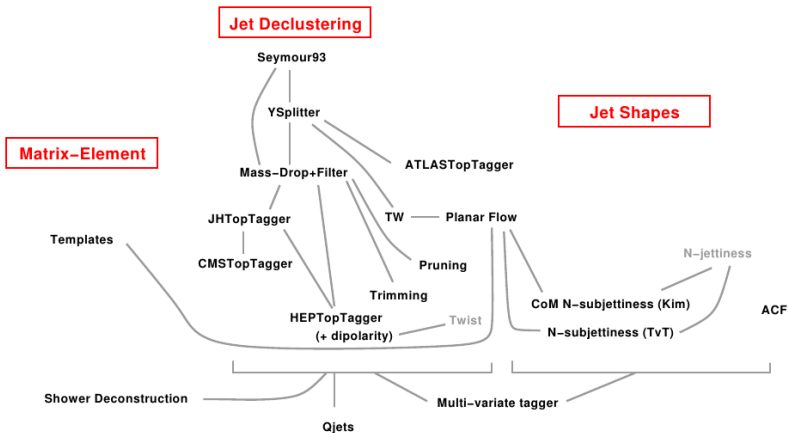 Jet Declustering
Seymour93
YSplitter
Jet Shapes
Matrix−Element
ATLASTopTagger
Mass−Drop+Filter
JHTopTagger
TW
Planar Flow
Templates
N−jettiness
CMSTopTagger
Pruning
Trimming
CoM N−subjettiness (Kim)
ACF
HEPTopTagger
(+ dipolarity)
Twist
N−subjettiness (TvT)
Shower Deconstruction
Multi−variate tagger
Qjets